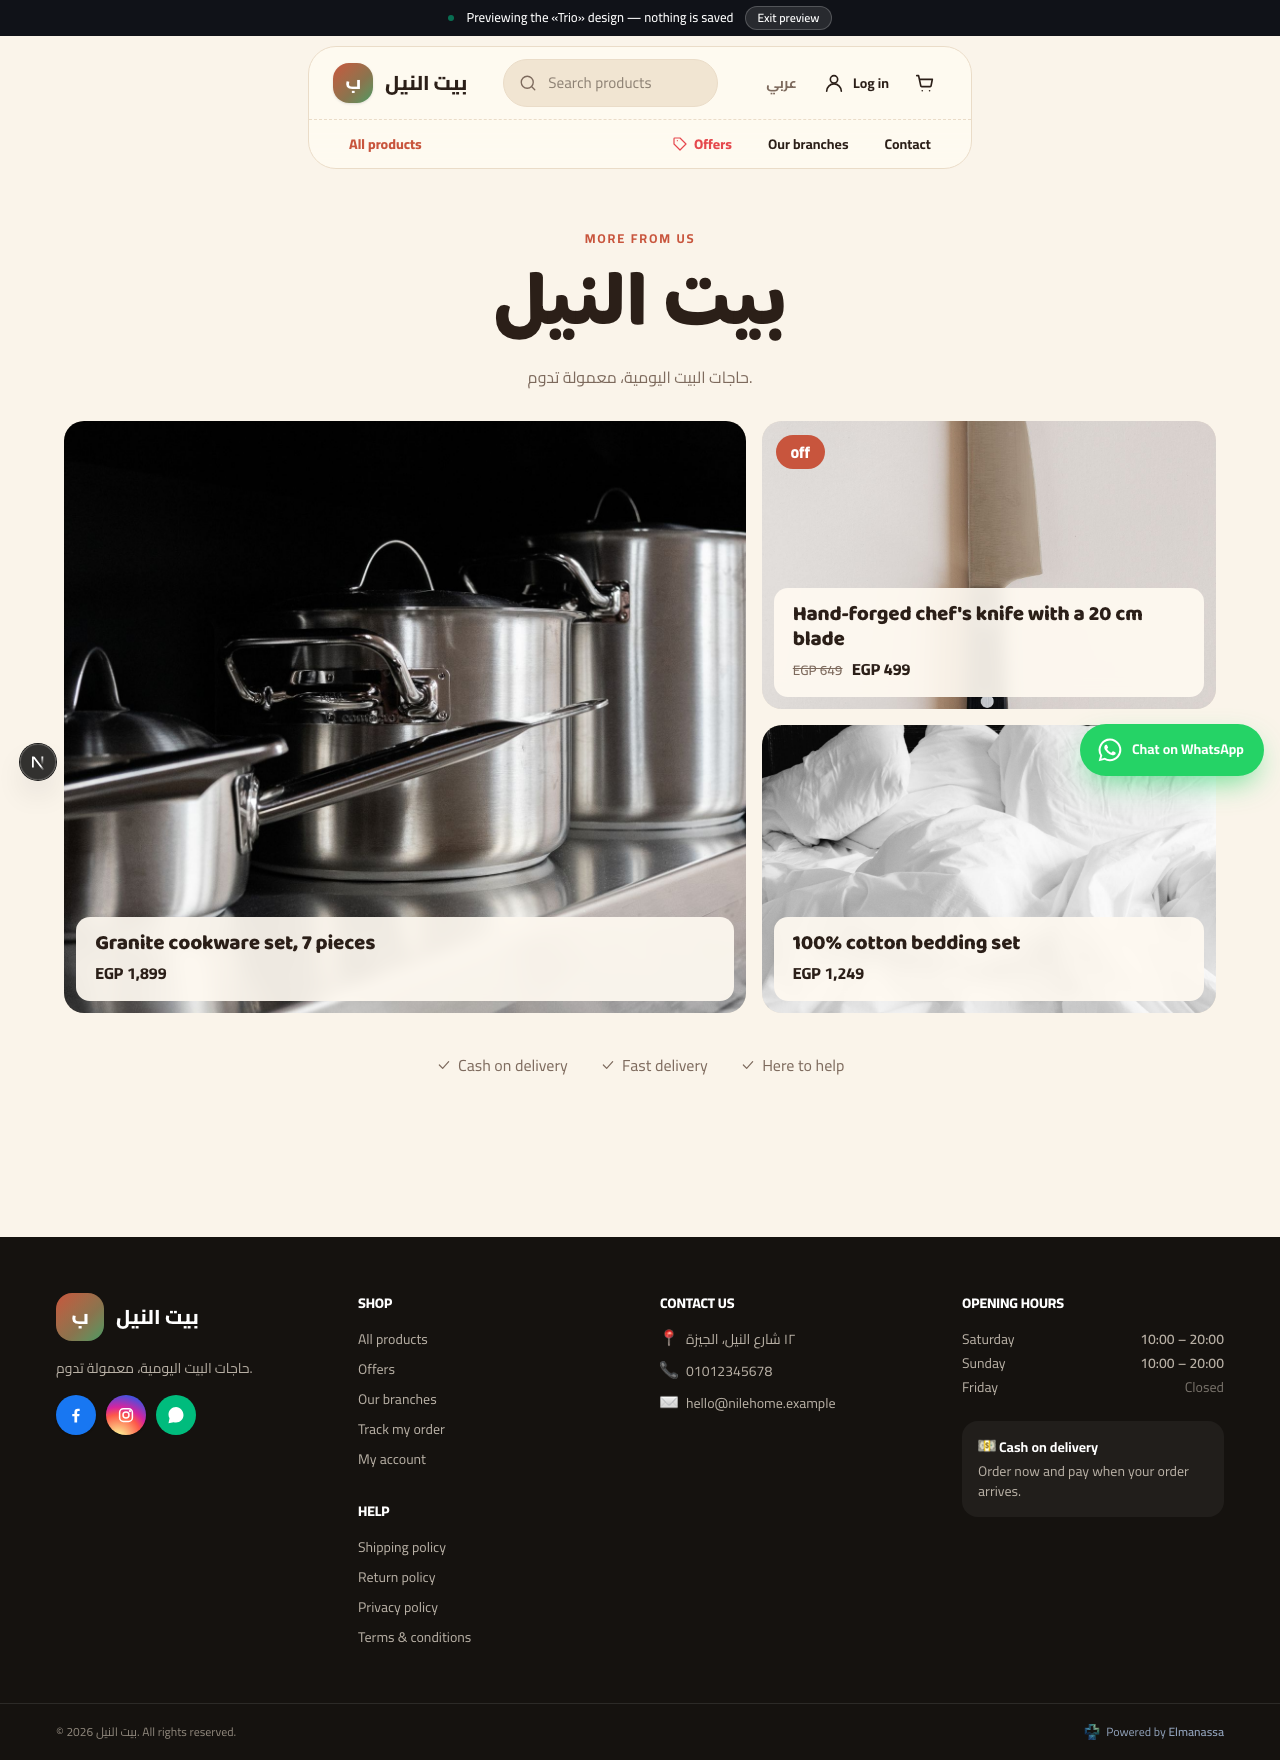 Previewing the «Trio» design — nothing is saved
Exit preview
ب
بيت النيل
Search products
عربي
Log in
All products
Offers
Our branches
Contact
MORE FROM US
بيت النيل
حاجات البيت اليومية، معمولة تدوم.
off
Hand-forged chef's knife with a 20 cm
blade
EGP 649 EGP 499
N
Chat on WhatsApp
Granite cookware set, 7 pieces
EGP 1,899
100% cotton bedding set
EGP 1,249
Cash on delivery
Fast delivery
Here to help
ب
بيت النيل
حاجات البيت اليومية، معمولة تدوم.
SHOP
All products
Offers
Our branches
Track my order
My account
HELP
Shipping policy
Return policy
Privacy policy
Terms & conditions
CONTACT US
١٢ شارع النيل، الجيزة
01012345678
hello@nilehome.example
OPENING HOURS
Saturday 10:00 – 20:00
Sunday 10:00 – 20:00
Friday Closed
Cash on delivery
Order now and pay when your order
arrives.
© 2026 بيت النيل. All rights reserved.
Powered by Elmanassa